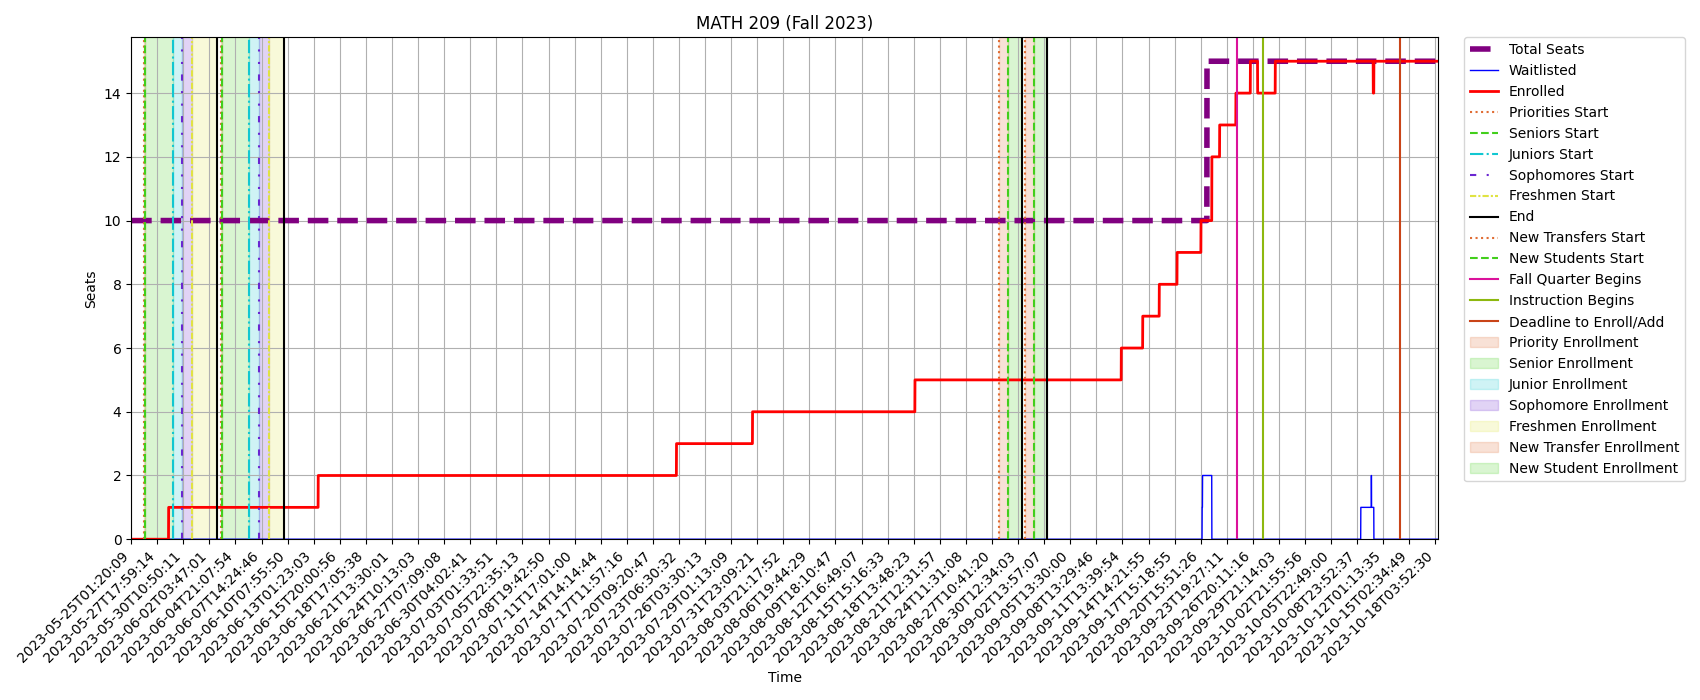 MATH 209 (Fall 2023)
Seats
14
12
10
8
6
4
2
0
2023-05-25T01:20:09
2023-05-27T17:59:14
2023-05-30T10:50:11
2023-06-02T03:47:01
2023-06-04T21:07:54
2023-06-07T14:24:46
2023-06-10T07:55:50
2023-06-13T01:23:03
2023-06-15T20:00:56
2023-06-18T17:05:38
2023-06-21T13:30:01
2023-06-24T10:13:03
2023-06-27T07:09:08
2023-06-30T04:02:41
2023-07-03T01:33:51
2023-07-05T22:35:13
2023-07-08T19:42:50
2023-07-11T17:01:00
2023-07-14T14:14:44
2023-07-17T11:57:16
2023-07-20T09:20:47
2023-07-23T06:30:32
2023-07-26T03:30:13
2023-07-29T01:13:09
2023-07-31T23:09:21
2023-08-03T21:17:52
2023-08-06T19:44:29
2023-08-09T18:10:47
2023-08-12T16:49:07
2023-08-15T15:16:33
2023-08-18T13:48:23
2023-08-21T12:31:57
2023-08-24T11:31:08
2023-08-27T10:41:20
2023-08-30T12:34:03
2023-09-02T13:57:07
2023-09-05T13:30:00
2023-09-08T13:29:46
2023-09-11T13:39:54
2023-09-14T14:21:55
2023-09-17T15:18:55
2023-09-20T15:51:26
2023-09-23T19:27:11
2023-09-26T20:11:16
2023-09-29T21:14:03
2023-10-02T21:55:56
2023-10-05T22:49:00
2023-10-08T23:52:37
2023-10-12T01:13:35
2023-10-15T02:34:49
2023-10-18T03:52:30
Time
Total Seats
Waitlisted
Enrolled
Priorities Start
Seniors Start
Juniors Start
Sophomores Start
Freshmen Start
End
New Transfers Start
New Students Start
Fall Quarter Begins
Instruction Begins
Deadline to Enroll/Add
Priority Enrollment
Senior Enrollment
Junior Enrollment
Sophomore Enrollment
Freshmen Enrollment
New Transfer Enrollment
New Student Enrollment